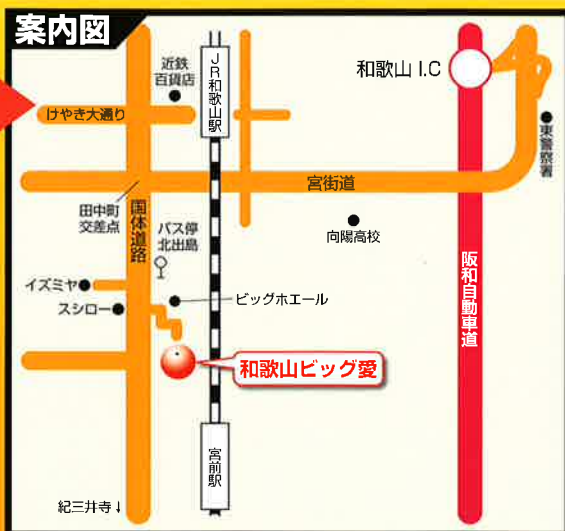 案内図
近鉄
百貨店
JR和歌山駅
和歌山 I.C
けやき大通り
東警察署
宮街道
田中町
交差点
国体道路
バス停
北出島
向陽高校
阪和自動車道
イズミヤ
ビッグホエール
スシロー
和歌山ビッグ愛
宮前駅
紀三井寺↓